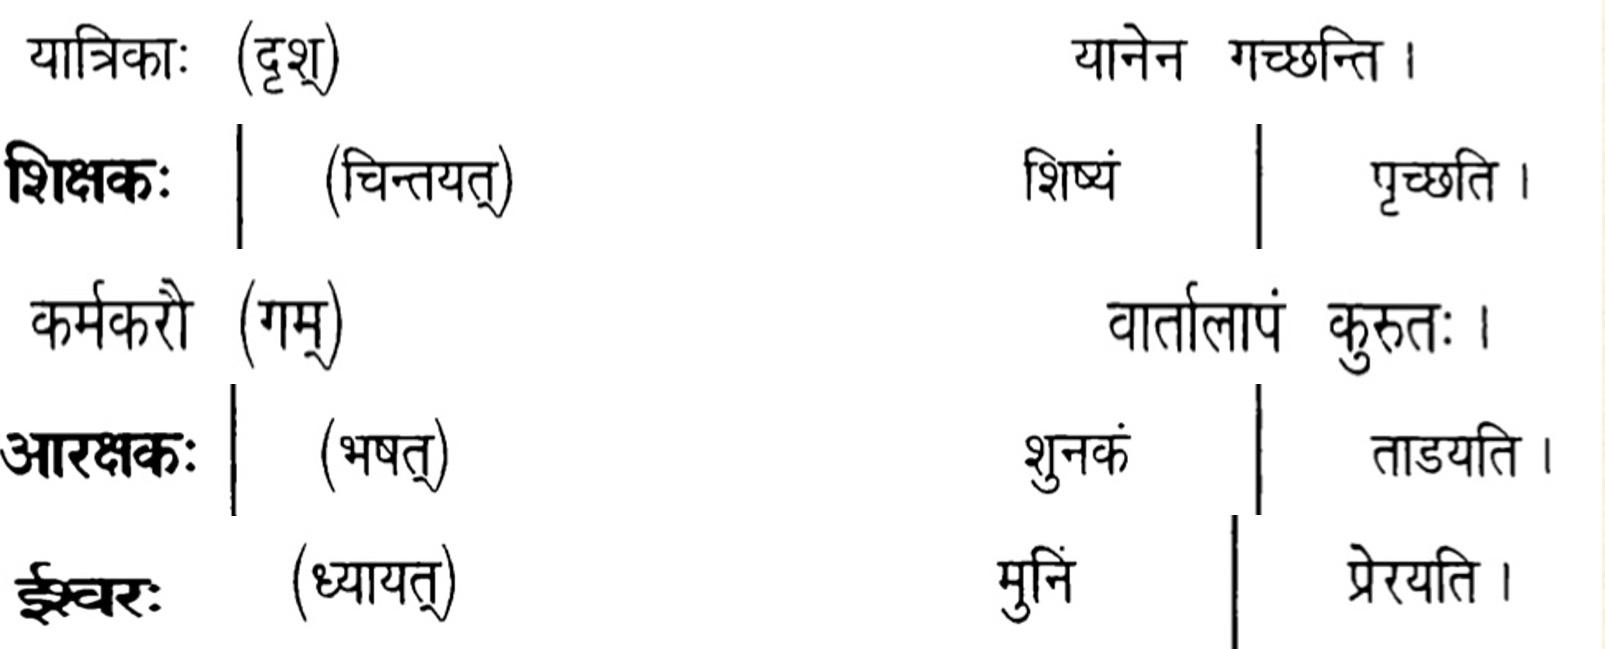 यात्रिकाः (दृश्) यानेन गच्छन्ति ।
शिक्षकः (चिन्तयत्) शिष्यं पृच्छति ।
कर्मकरौ (गम्) वार्तालापं कुरुतः ।
आरक्षकः (भषत्) शुनकं ताडयति ।
ईश्वरः (ध्यायत्) मुनिं प्रेरयति ।